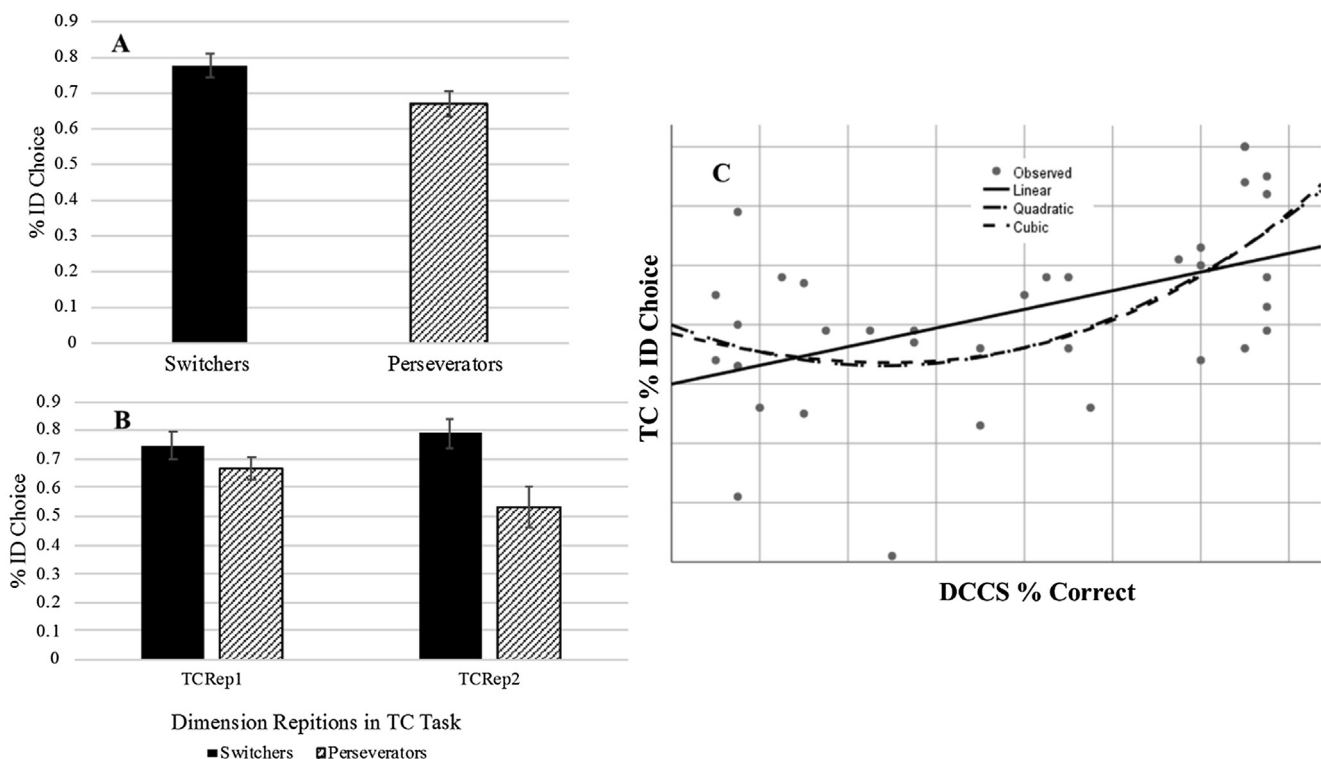 A
% ID Choice
0.9
0.8
0.7
0.6
0.5
0.4
0.3
0.2
0.1
0
Switchers Perseverators
B
% ID Choice
0.9
0.8
0.7
0.6
0.5
0.4
0.3
0.2
0.1
0
TCRep1 TCRep2
Dimension Repitions in TC Task
Switchers Perseverators
C
Observed
Linear
Quadratic
Cubic
TC % ID Choice
DCCS % Correct